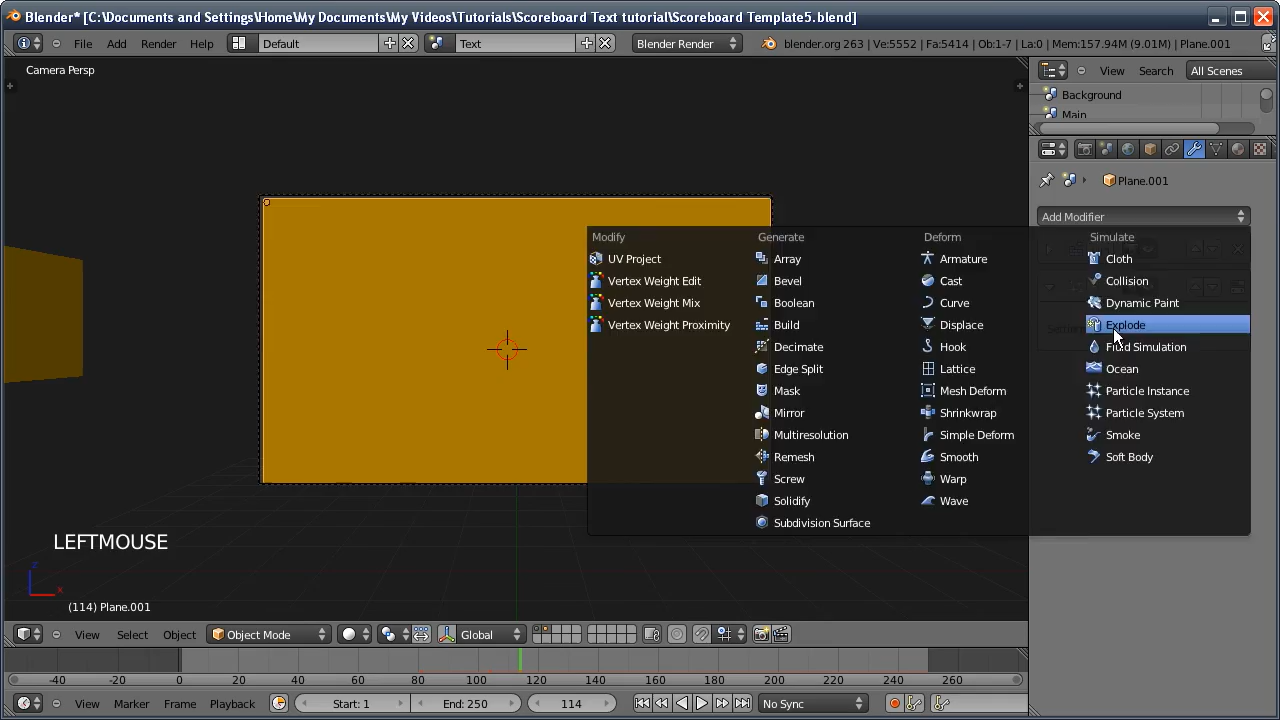 Blender* [C:\Documents and Settings\Home\My Documents\My Videos\Tutorials\Scoreboard Text tutorial\Scoreboard Template5.blend]
File Add Render Help Default Text Blender Render blender.org 263 | Ve:5552 | Fa:5414 | Ob:1-7 | La:0 | Mem:157.94M (9.01M) | Plane.001
Camera Persp
View Search All Scenes
Background
Main
Plane.001
Add Modifier
Modify Generate Deform Simulate
UV Project Array Armature Cloth
Vertex Weight Edit Bevel Cast Collision
Vertex Weight Mix Boolean Curve Dynamic Paint
Vertex Weight Proximity Build Displace Explode
Decimate Hook Fluid Simulation
Edge Split Lattice Ocean
Mask Mesh Deform Particle Instance
Mirror Shrinkwrap Particle System
Multiresolution Simple Deform Smoke
Remesh Smooth Soft Body
Screw Warp
Solidify Wave
Subdivision Surface
LEFTMOUSE
z
x
(114) Plane.001
View Select Object Object Mode Global
-40 -20 0 20 40 60 80 100 120 140 160 180 200 220 240 260
View Marker Frame Playback Start: 1 End: 250 114 No Sync